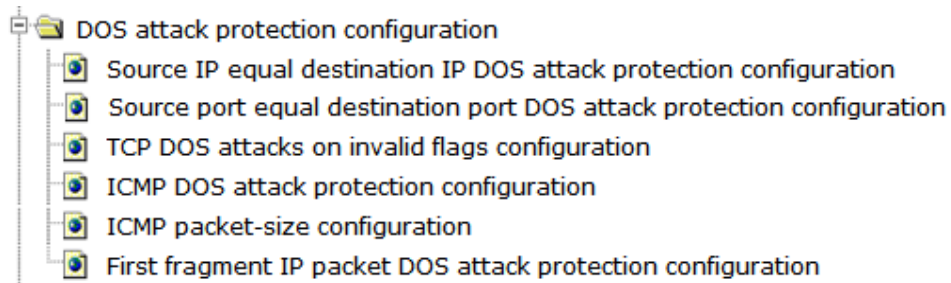 DOS attack protection configuration
Source IP equal destination IP DOS attack protection configuration
Source port equal destination port DOS attack protection configuration
TCP DOS attacks on invalid flags configuration
ICMP DOS attack protection configuration
ICMP packet-size configuration
First fragment IP packet DOS attack protection configuration